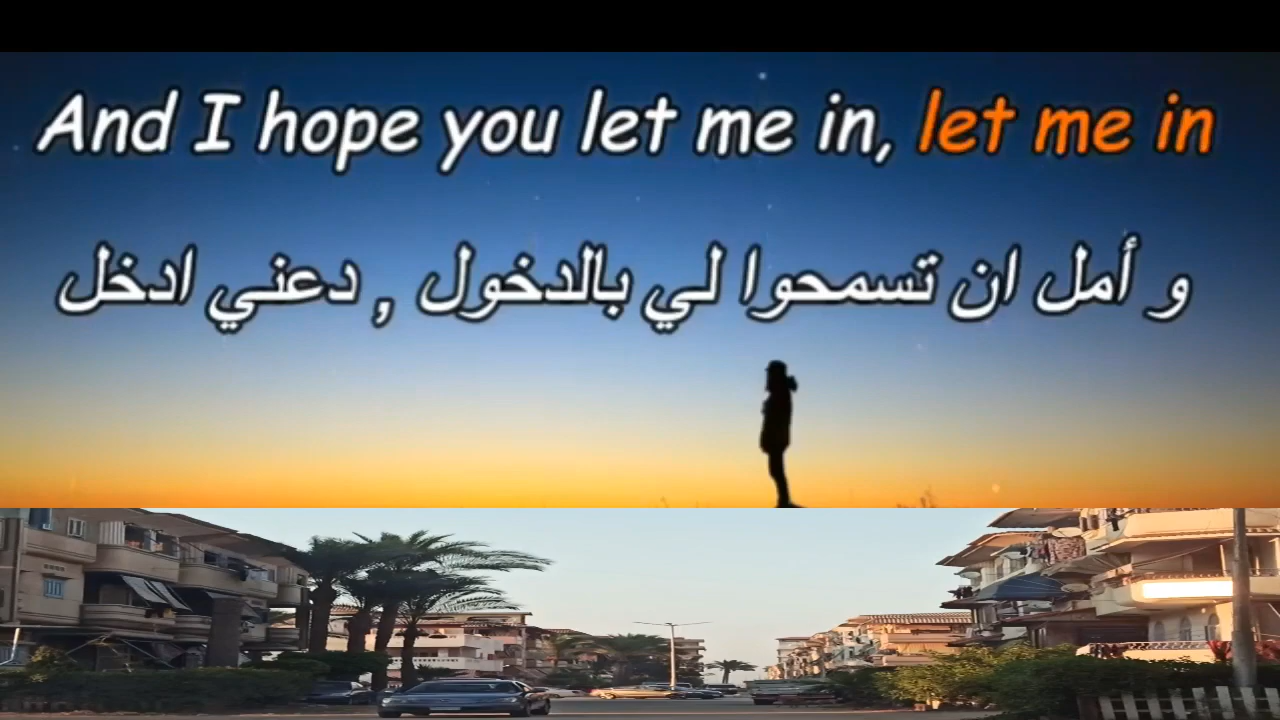 And I hope you let me in, let me in
و أمل ان تسمحوا لي بالدخول , دعني ادخل